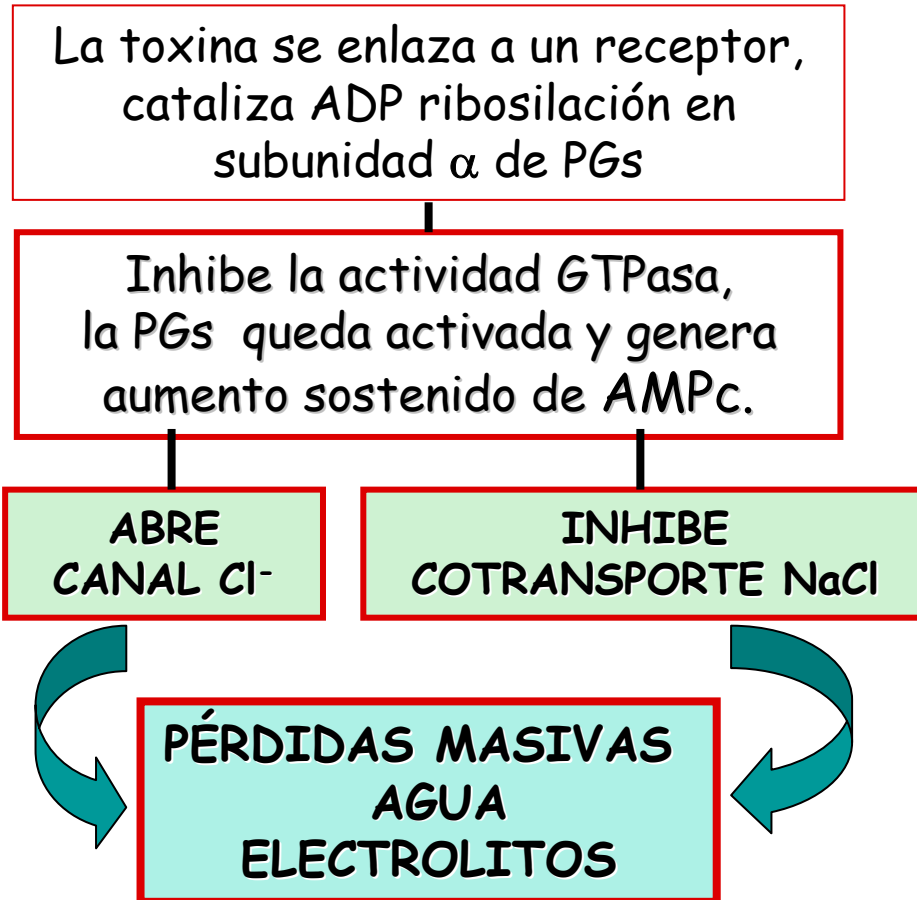 La toxina se enlaza a un receptor,
cataliza ADP ribosilación en
subunidad α de PGs
Inhibe la actividad GTPasa,
la PGs queda activada y genera
aumento sostenido de AMPc.
ABRE
CANAL Cl⁻
INHIBE
COTRANSPORTE NaCl
PÉRDIDAS MASIVAS
AGUA
ELECTROLITOS